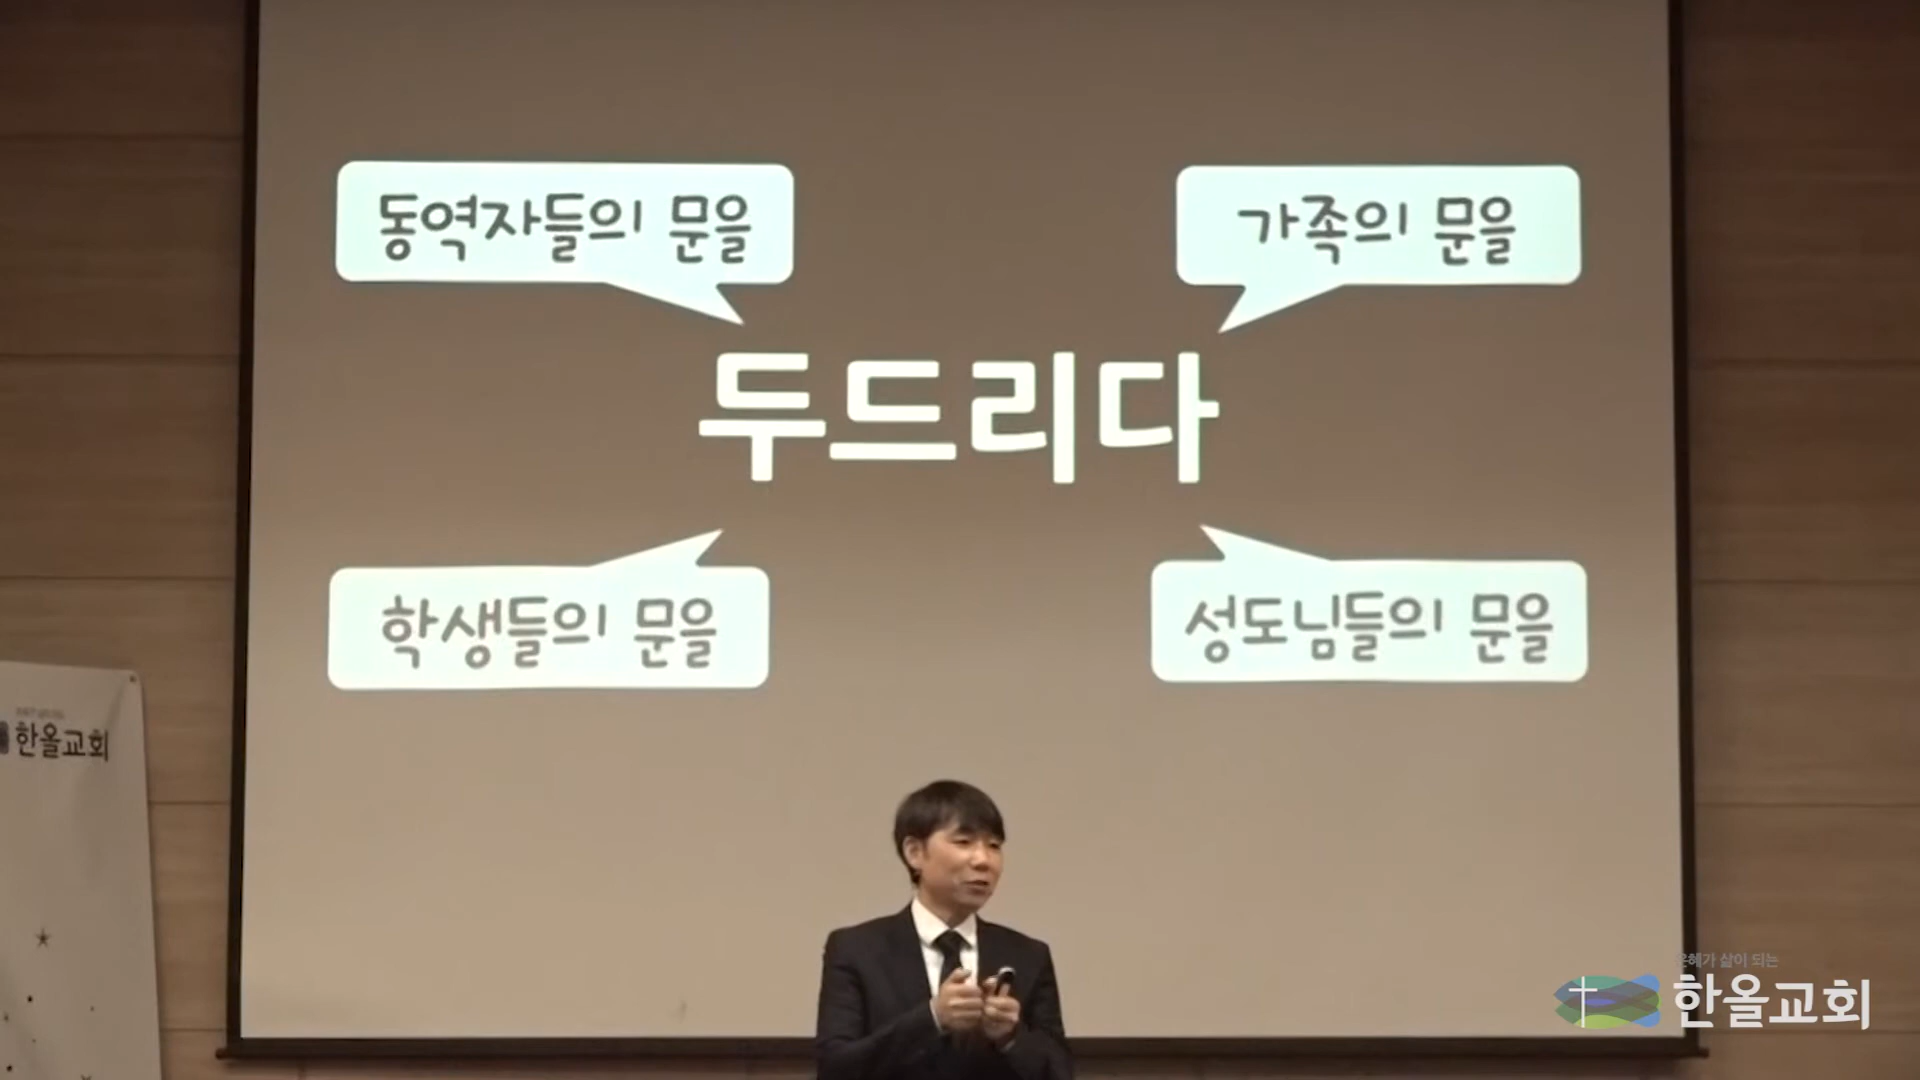 동역자들의 문을
가족의 문을
두드리다
학생들의 문을
성도님들의 문을
한올교회
은혜가 삶이 되는
한올교회